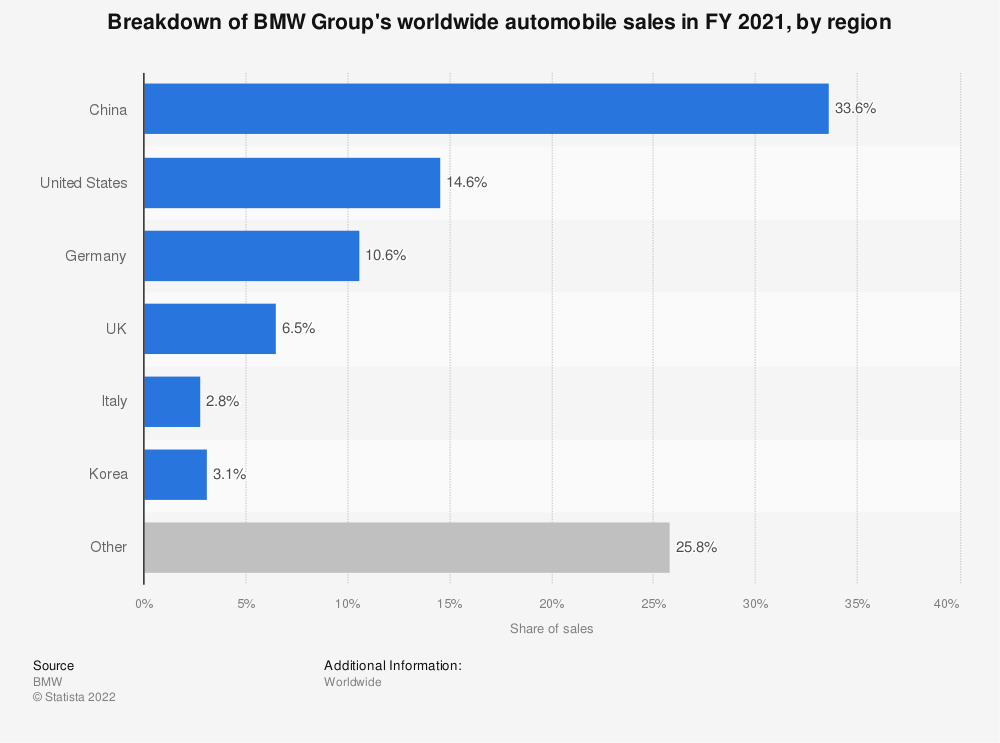 Breakdown of BMW Group's worldwide automobile sales in FY 2021, by region
China
33.6%
United States
14.6%
Germany
10.6%
UK
6.5%
Italy
2.8%
Korea
3.1%
Other
25.8%
0% 5% 10% 15% 20% 25% 30% 35% 40%
Share of sales
Source
BMW
© Statista 2022
Additional Information:
Worldwide